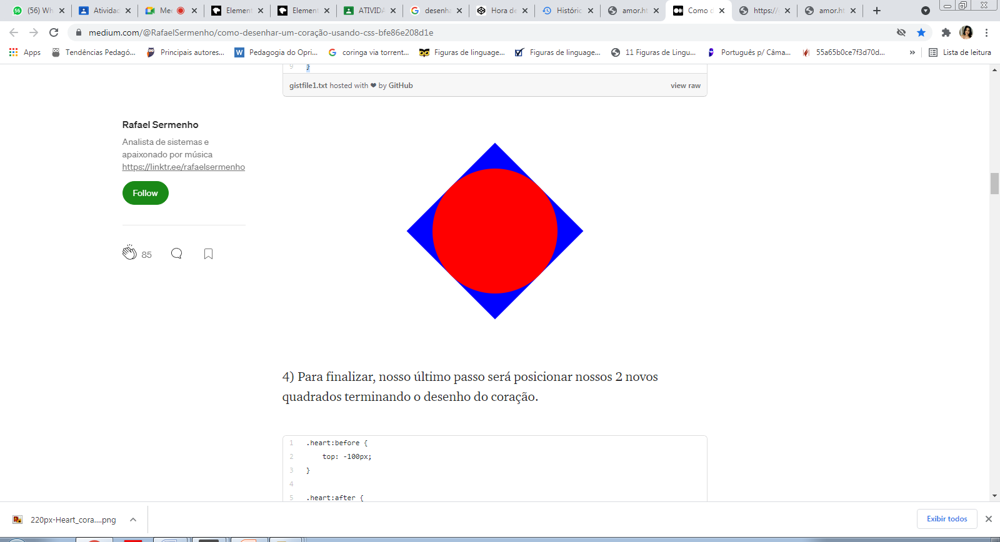 (56) Wh
Atividad
Mee
Element
Element
ATIVIDA
desenha
Hora de
Históric
amor.ht
Como d
https://
amor.ht
medium.com/@RafaelSermenho/como-desenhar-um-coração-usando-css-bfe86e208d1e
Apps
Tendências Pedagó...
Principais autores...
Pedagogia do Opri...
coringa via torrent...
Figuras de linguage...
Figuras de linguage...
11 Figuras de Lingu...
Português p/ Câma...
55a65b0ce7f3d70d...
»
Lista de leitura
9 }
gistfile1.txt hosted with ❤ by GitHub
view raw
Rafael Sermenho
Analista de sistemas e
apaixonado por música
https://linktr.ee/rafaelsermenho
Follow
85
4) Para finalizar, nosso último passo será posicionar nossos 2 novos
quadrados terminando o desenho do coração.
1 .heart:before {
2 top: -100px;
3 }
4
5 .heart:after {
220px-Heart_cora....png
Exibir todos